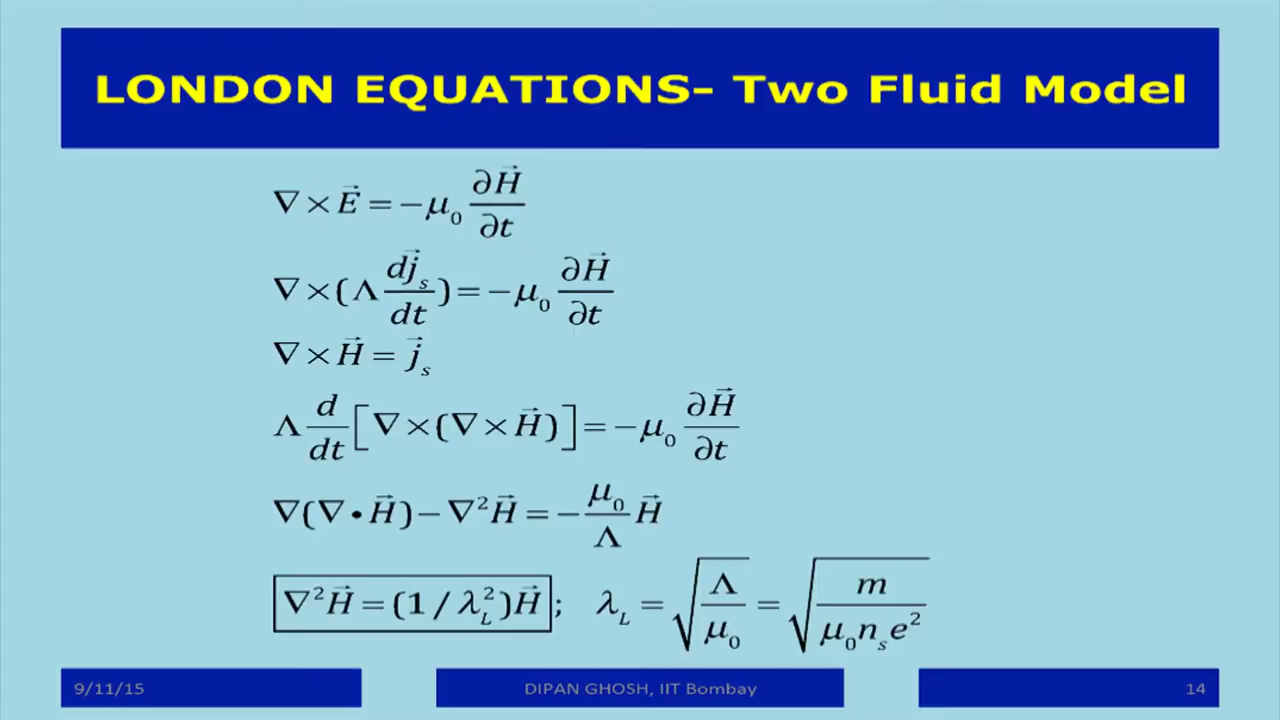 LONDON EQUATIONS- Two Fluid Model
∇×E⃗ = −μ₀ ∂H⃗/∂t
∇×(Λ dj⃗ₛ/dt) = −μ₀ ∂H⃗/∂t
∇×H⃗ = j⃗ₛ
Λ d/dt [∇×(∇×H⃗)] = −μ₀ ∂H⃗/∂t
∇(∇•H⃗) − ∇²H⃗ = −(μ₀/Λ) H⃗
∇²H⃗ = (1/λ_L²)H⃗ ; λ_L = √(Λ/μ₀) = √(m/(μ₀nₛe²))
9/11/15 DIPAN GHOSH, IIT Bombay 14